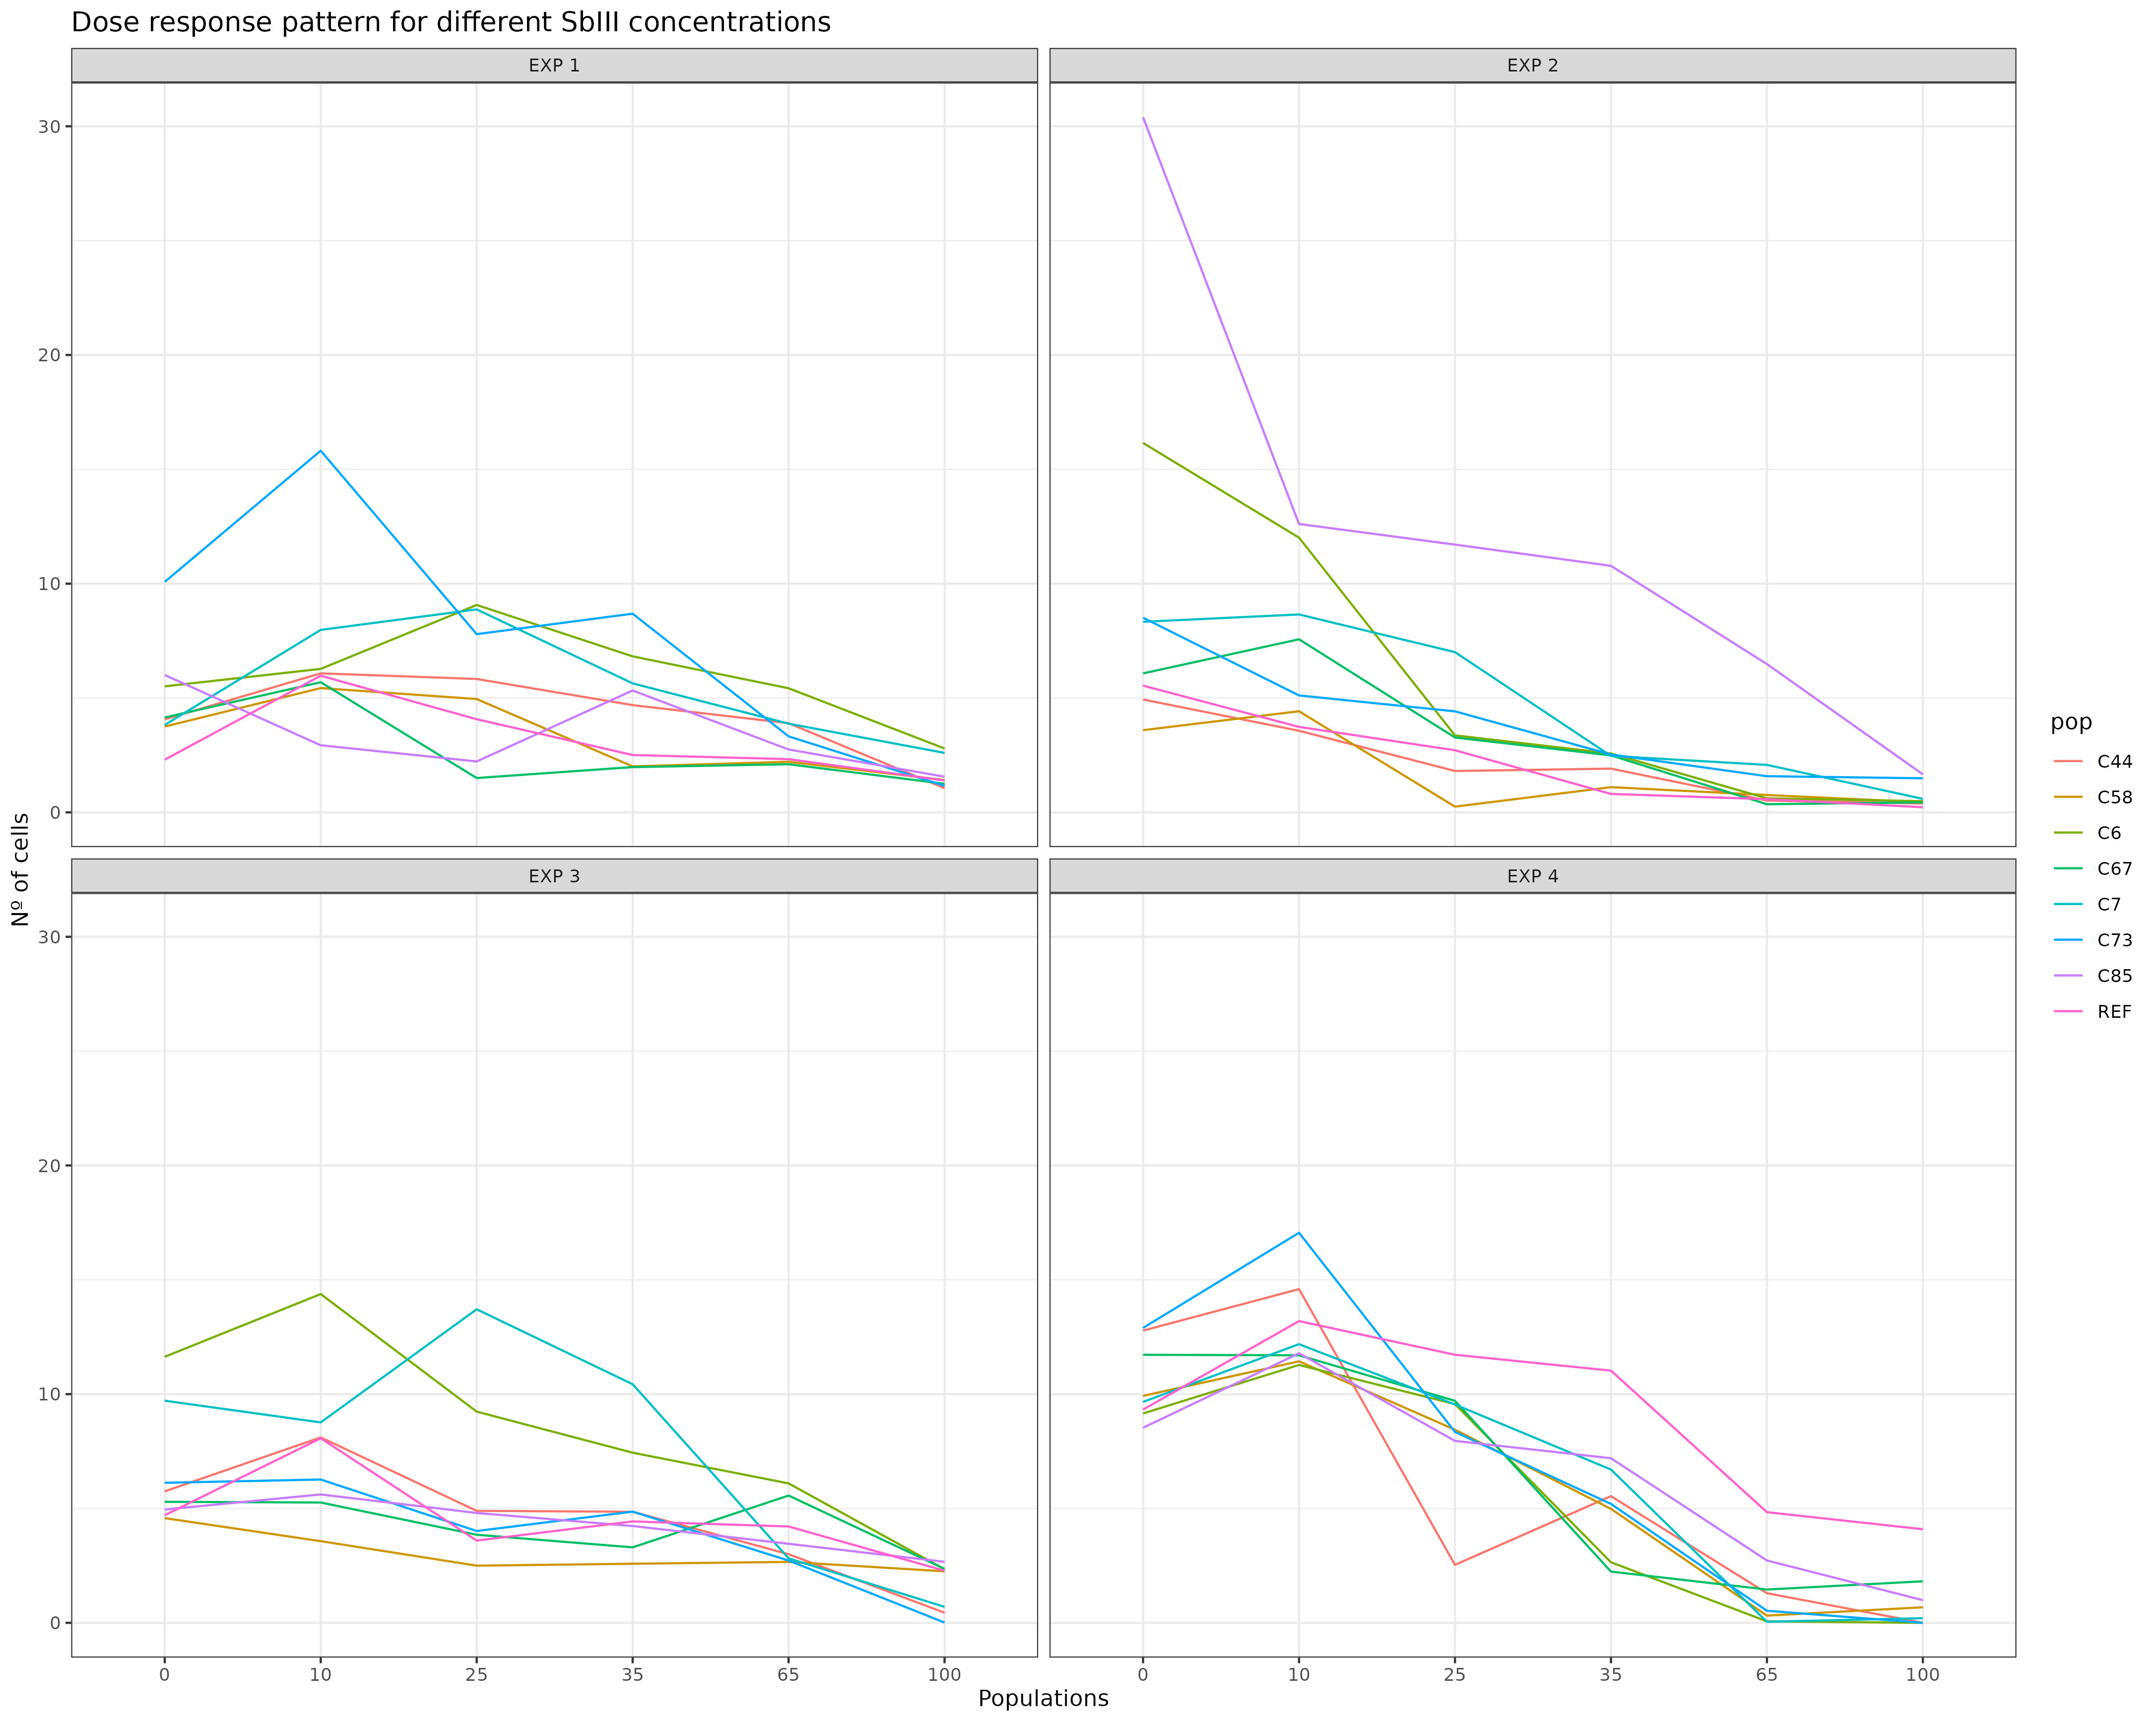 Dose response pattern for different SbIII concentrations
EXP 1
EXP 2
30
20
10
0
EXP 3
EXP 4
30
20
10
0
0 10 25 35 65 100
0 10 25 35 65 100
Populations
Nº of cells
pop
C44
C58
C6
C67
C7
C73
C85
REF